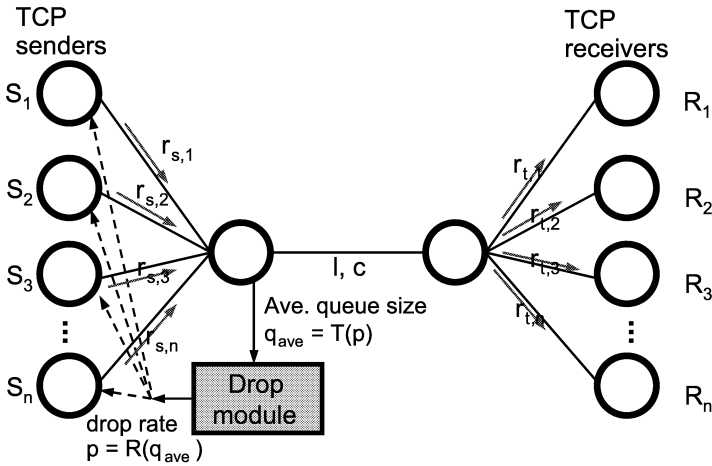 TCP
senders
TCP
receivers
S1
S2
S3
⋮
Sn
rs,1
rs,2
rs,3
rs,n
l, c
Ave. queue size
qave = T(p)
Drop
module
drop rate
p = R(qave )
rt,1
rt,2
rt,3
rt,n
R1
R2
R3
⋮
Rn